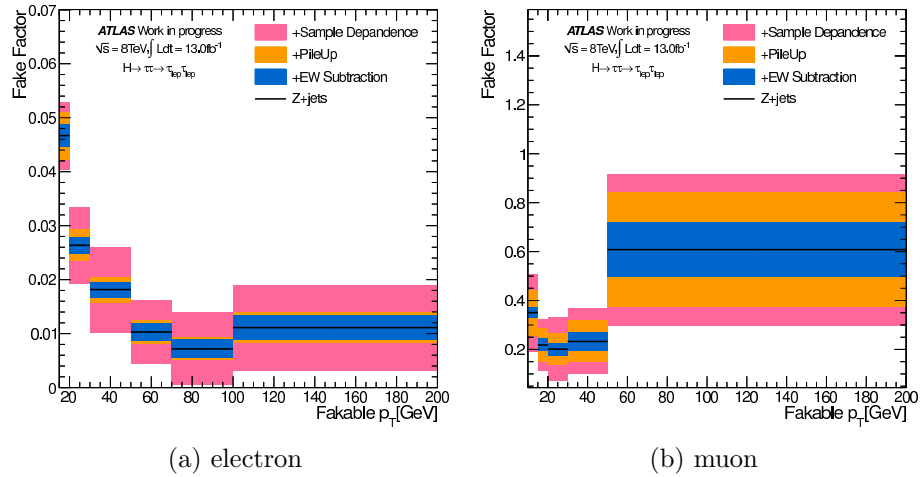 Fake Factor
0.07
0.06
0.05
0.04
0.03
0.02
0.01
0
ATLAS Work in progress
√s = 8TeV, ∫ Ldt = 13.0fb-1
H → ττ → τlepτlep
+Sample Dependence
+PileUp
+EW Subtraction
Z+jets
20 40 60 80 100 120 140 160 180 200
Fakable pT[GeV]
(a) electron
Fake Factor
1.4
1.2
1
0.8
0.6
0.4
0.2
ATLAS Work in progress
√s = 8TeV, ∫ Ldt = 13.0fb-1
H → ττ → τlepτlep
+Sample Dependence
+PileUp
+EW Subtraction
Z+jets
20 40 60 80 100 120 140 160 180 200
Fakable pT[GeV]
(b) muon